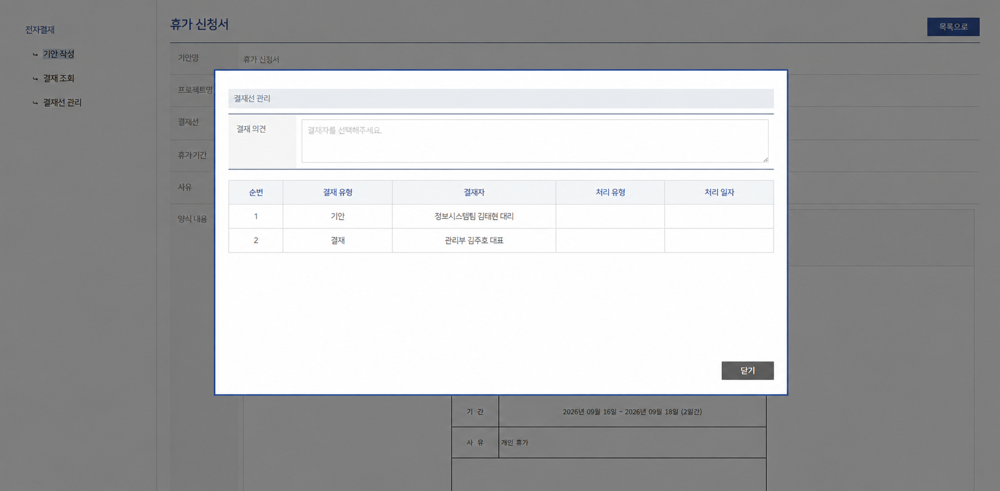 전자결재
기안 작성
결재 조회
결재선 관리
휴가 신청서
목록으로
기안명
휴가 신청서
프로젝트명
결재선
휴가기간
사유
양식 내용
결재선 관리
결재 의견
결재자를 선택해주세요.
순번 결재 유형 결재자 처리 유형 처리 일자
1 기안 정보시스템팀 김태현 대리
2 결재 관리부 김주호 대표
닫기
기 간 2026년 09월 16일 ~ 2026년 09월 18일 (2일간)
사 유 개인 휴가